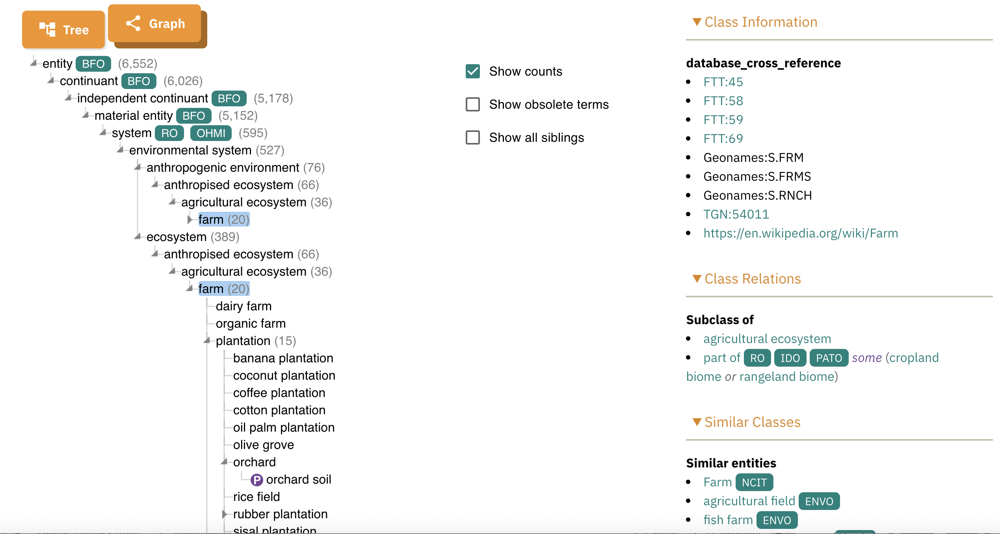 Tree
Graph
entity BFO (6,552)
continuant BFO (6,026)
independent continuant BFO (5,178)
material entity BFO (5,152)
system RO OHMI (595)
environmental system (527)
anthropogenic environment (76)
anthropised ecosystem (66)
agricultural ecosystem (36)
farm (20)
ecosystem (389)
anthropised ecosystem (66)
agricultural ecosystem (36)
farm (20)
dairy farm
organic farm
plantation (15)
banana plantation
coconut plantation
coffee plantation
cotton plantation
oil palm plantation
olive grove
orchard
P orchard soil
rice field
rubber plantation
sisal plantation
Show counts
Show obsolete terms
Show all siblings
Class Information
database_cross_reference
FTT:45
FTT:58
FTT:59
FTT:69
Geonames:S.FRM
Geonames:S.FRMS
Geonames:S.RNCH
TGN:54011
https://en.wikipedia.org/wiki/Farm
Class Relations
Subclass of
agricultural ecosystem
part of RO IDO PATO some (cropland
biome or rangeland biome)
Similar Classes
Similar entities
Farm NCIT
agricultural field ENVO
fish farm ENVO